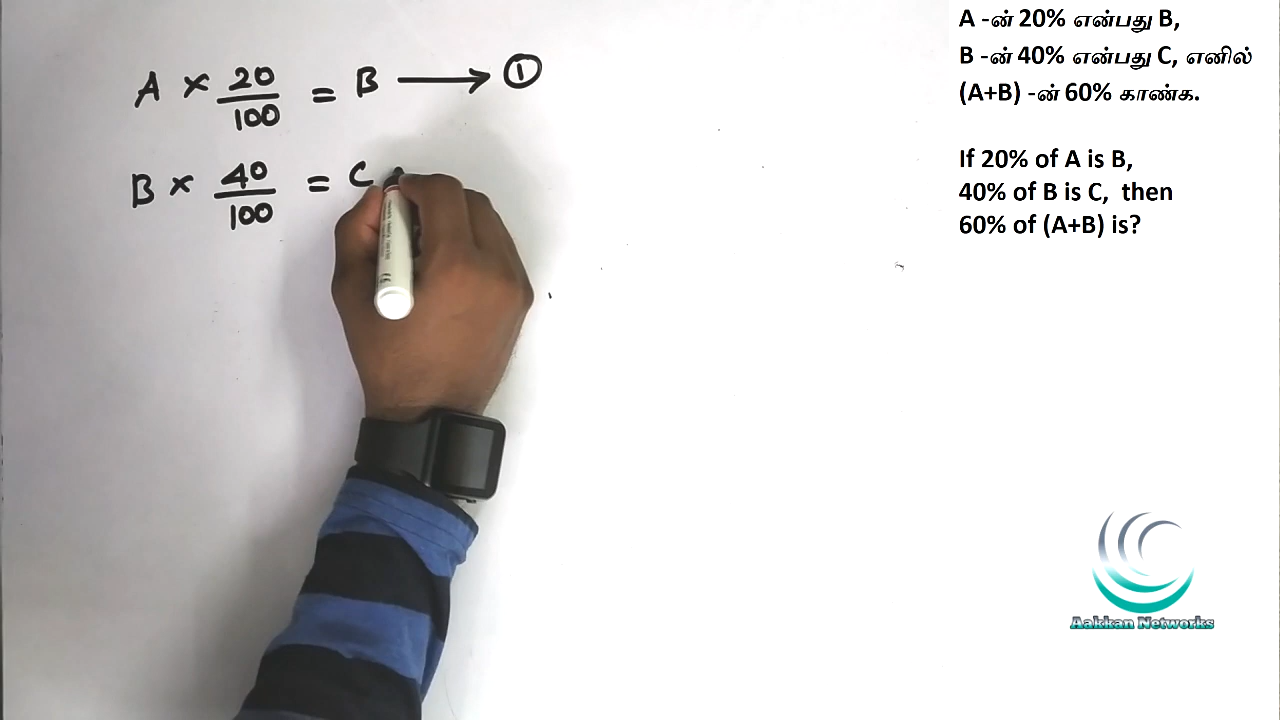 A × 20/100 = B ⟶ ①
B × 40/100 = C
A -ன் 20% என்பது B,
B -ன் 40% என்பது C, எனில்
(A+B) -ன் 60% காண்க.
If 20% of A is B,
40% of B is C, then
60% of (A+B) is?
Aakkan Networks